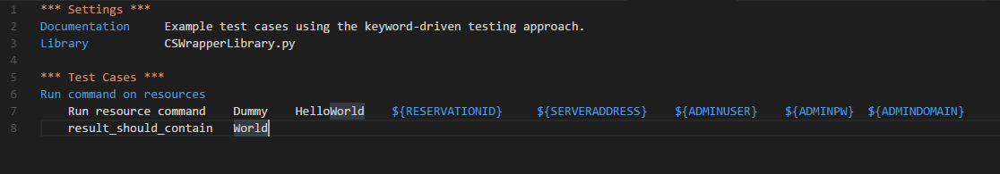 1 *** Settings ***
2 Documentation Example test cases using the keyword-driven testing approach.
3 Library CSWrapperLibrary.py
4
5 *** Test Cases ***
6 Run command on resources
7 Run resource command Dummy HelloWorld ${RESERVATIONID} ${SERVERADDRESS} ${ADMINUSER} ${ADMINPW} ${ADMINDOMAIN}
8 result_should_contain World